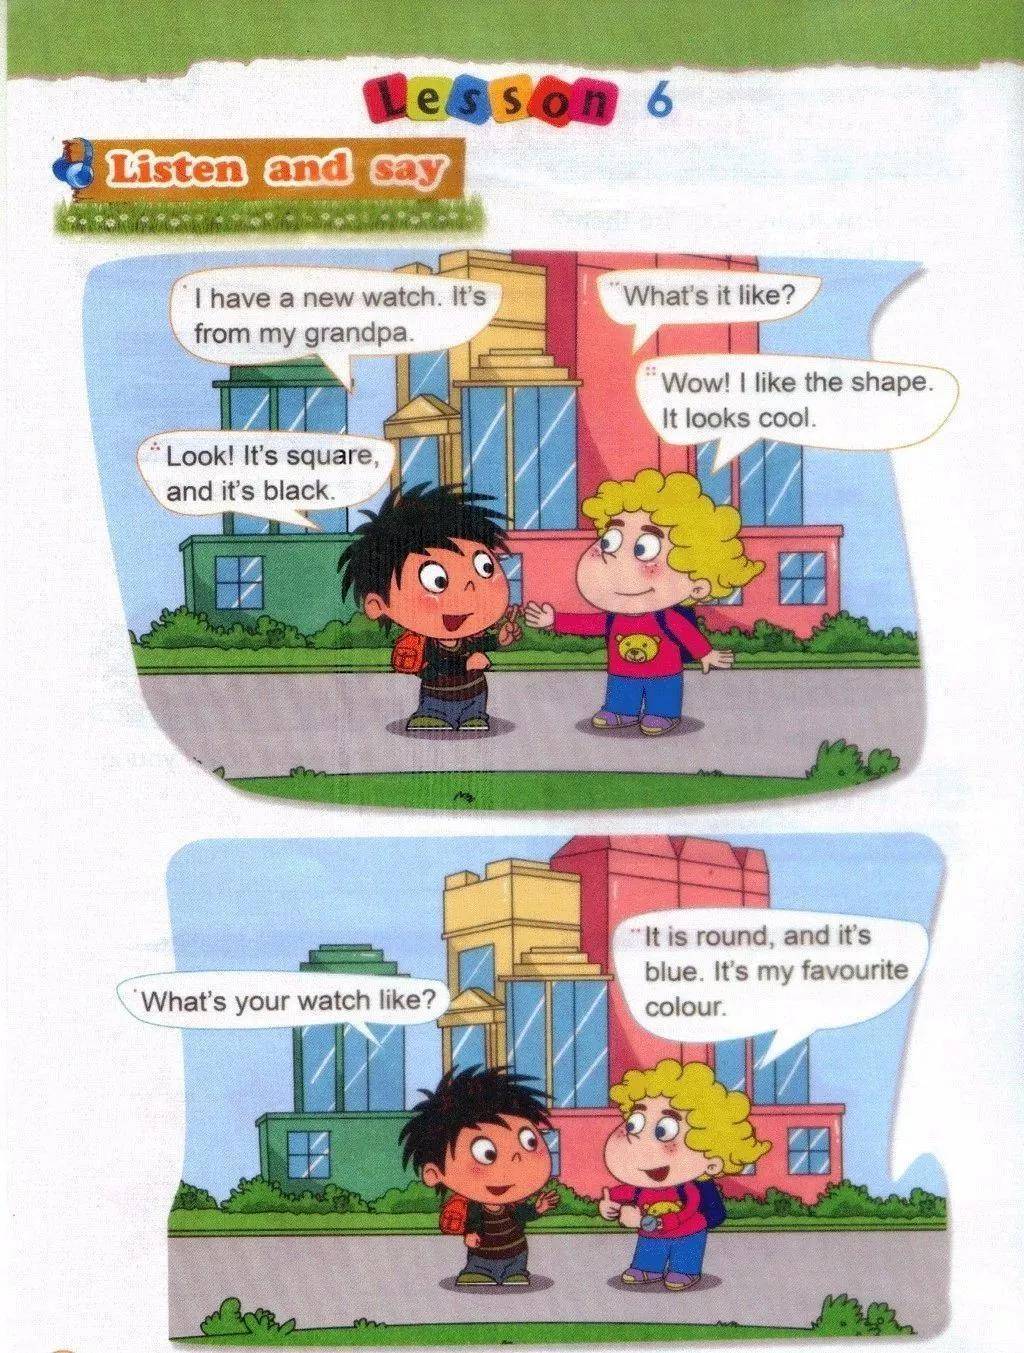 Lesson 6
Listen and say
I have a new watch. It's
from my grandpa.
What's it like?
Look! It's square,
and it's black.
Wow! I like the shape.
It looks cool.
What's your watch like?
It is round, and it's
blue. It's my favourite
colour.